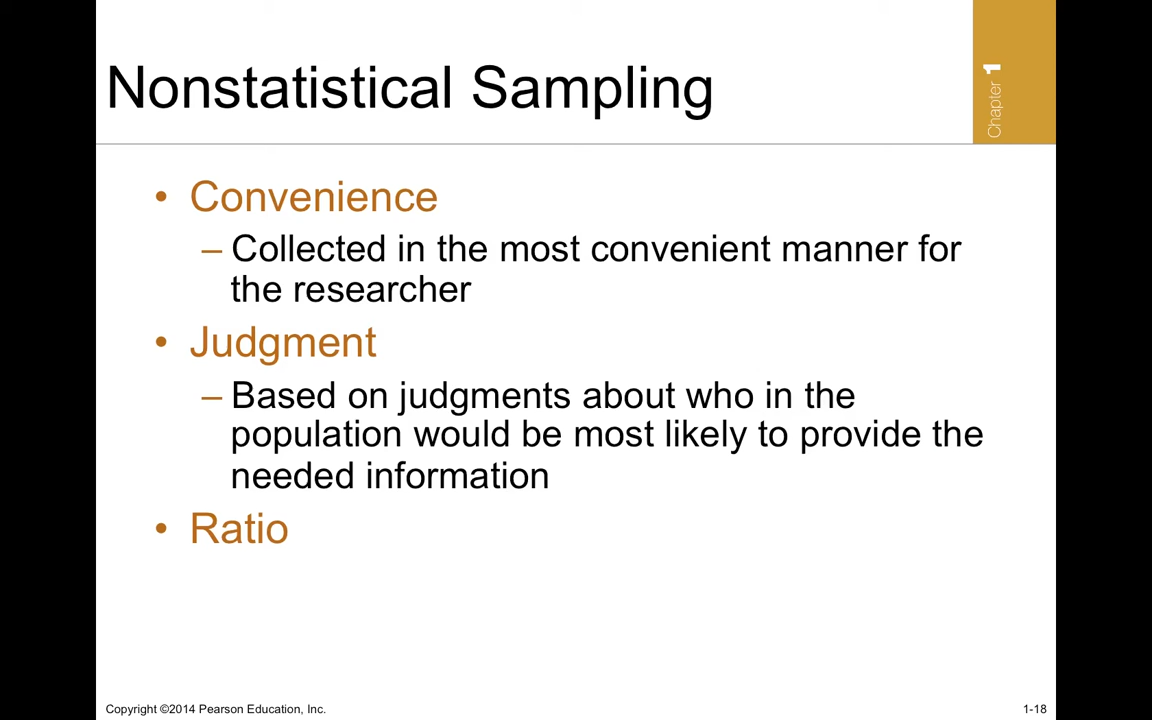 Nonstatistical Sampling
Chapter 1
• Convenience
– Collected in the most convenient manner for
the researcher
• Judgment
– Based on judgments about who in the
population would be most likely to provide the
needed information
• Ratio
Copyright ©2014 Pearson Education, Inc.
1-18